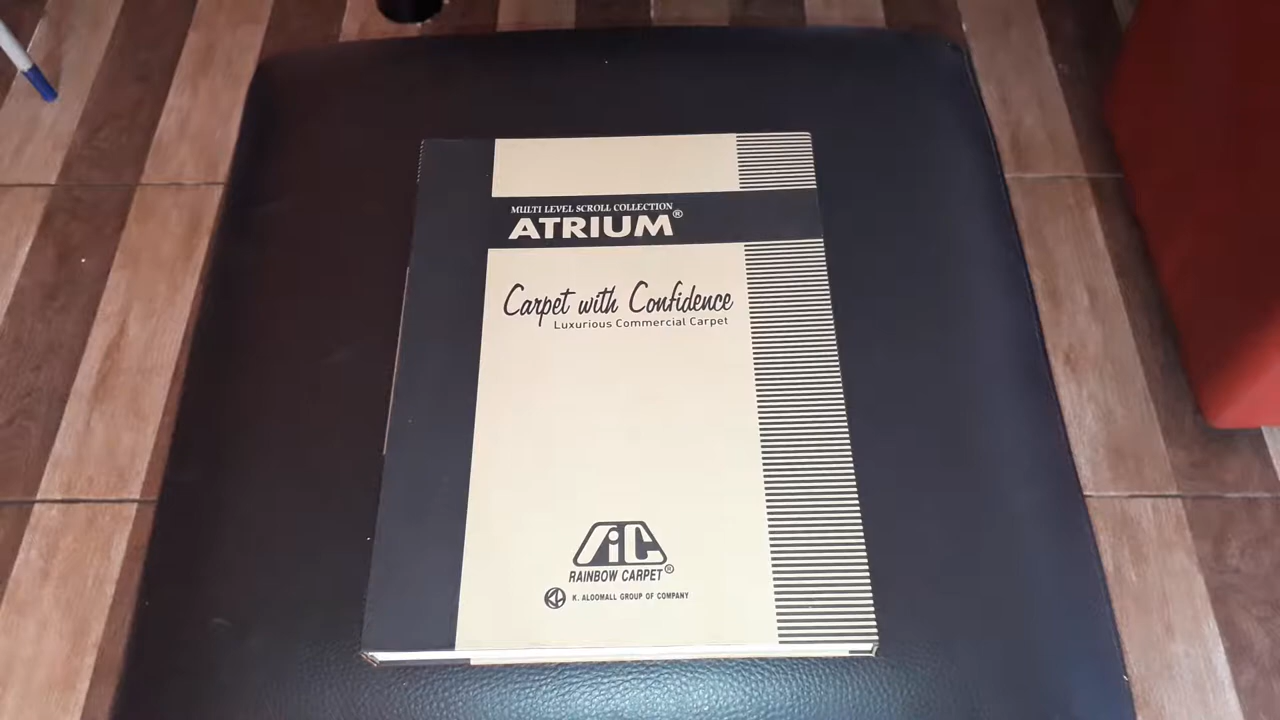 MULTI LEVEL SCROLL COLLECTION
ATRIUM®
Carpet with Confidence
Luxurious Commercial Carpet
RAINBOW CARPET®
K. ALOOMALL GROUP OF COMPANY